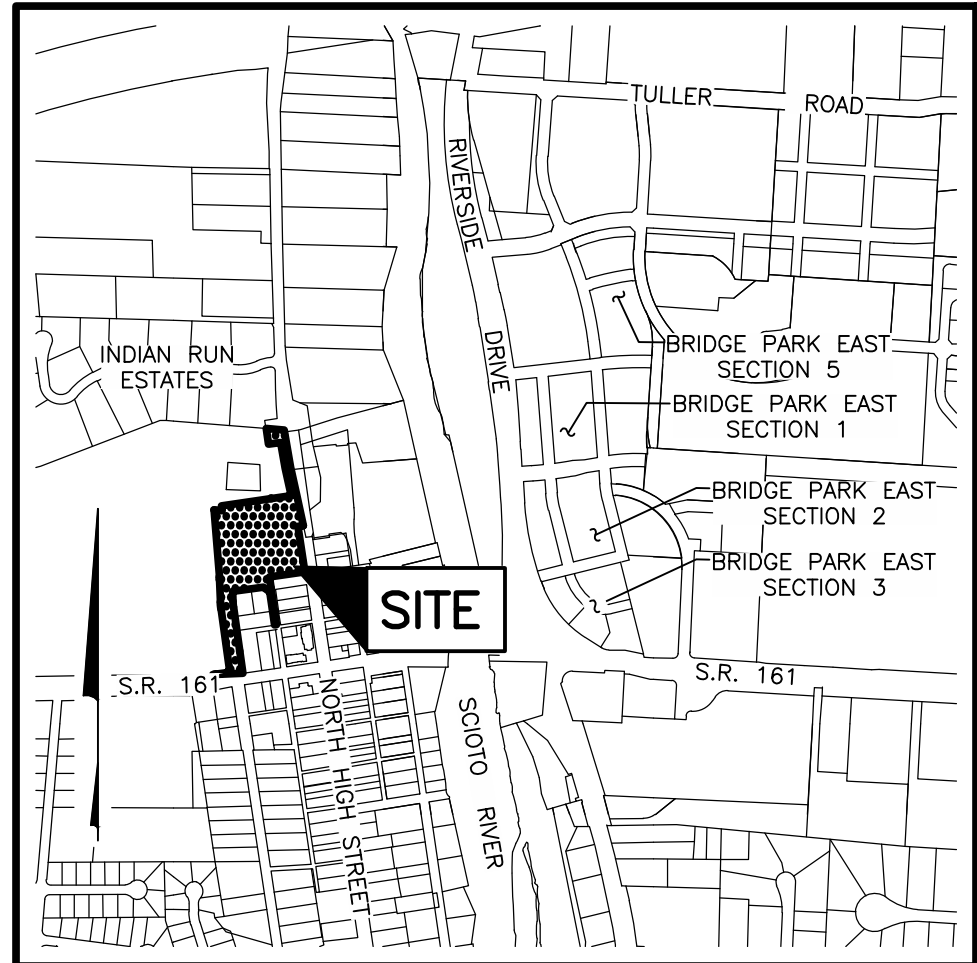 TULLER ROAD
RIVERSIDE
DRIVE
INDIAN RUN
ESTATES
BRIDGE PARK EAST
SECTION 5
BRIDGE PARK EAST
SECTION 1
BRIDGE PARK EAST
SECTION 2
BRIDGE PARK EAST
SECTION 3
SITE
S.R. 161
S.R. 161
NORTH HIGH STREET
SCIOTO RIVER